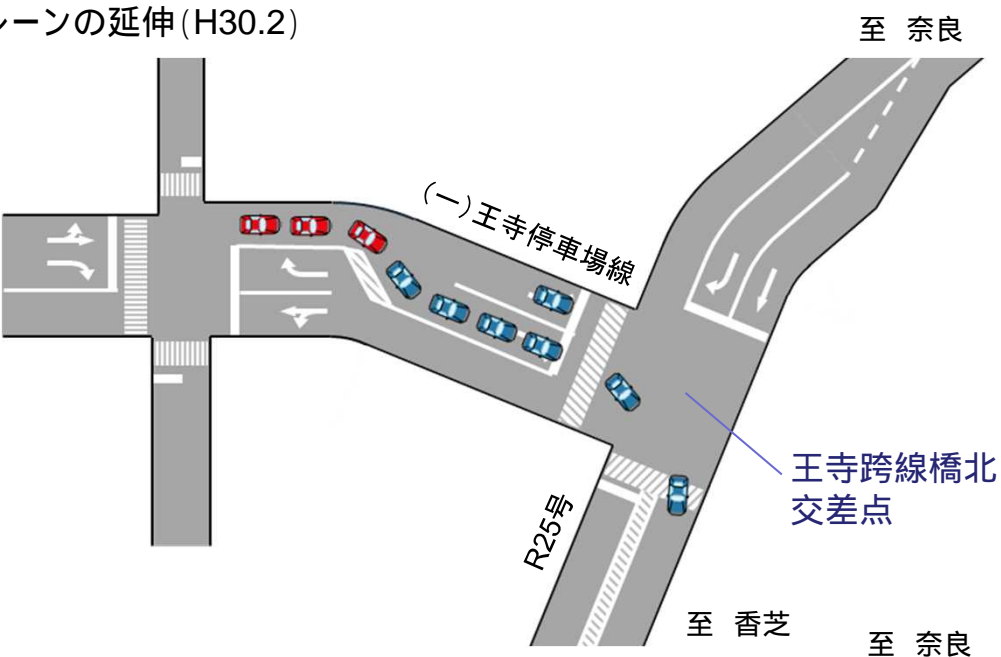 レーンの延伸(H30.2)
至 奈良
(一)王寺停車場線
王寺跨線橋北
交差点
R25号
至 香芝
至 奈良